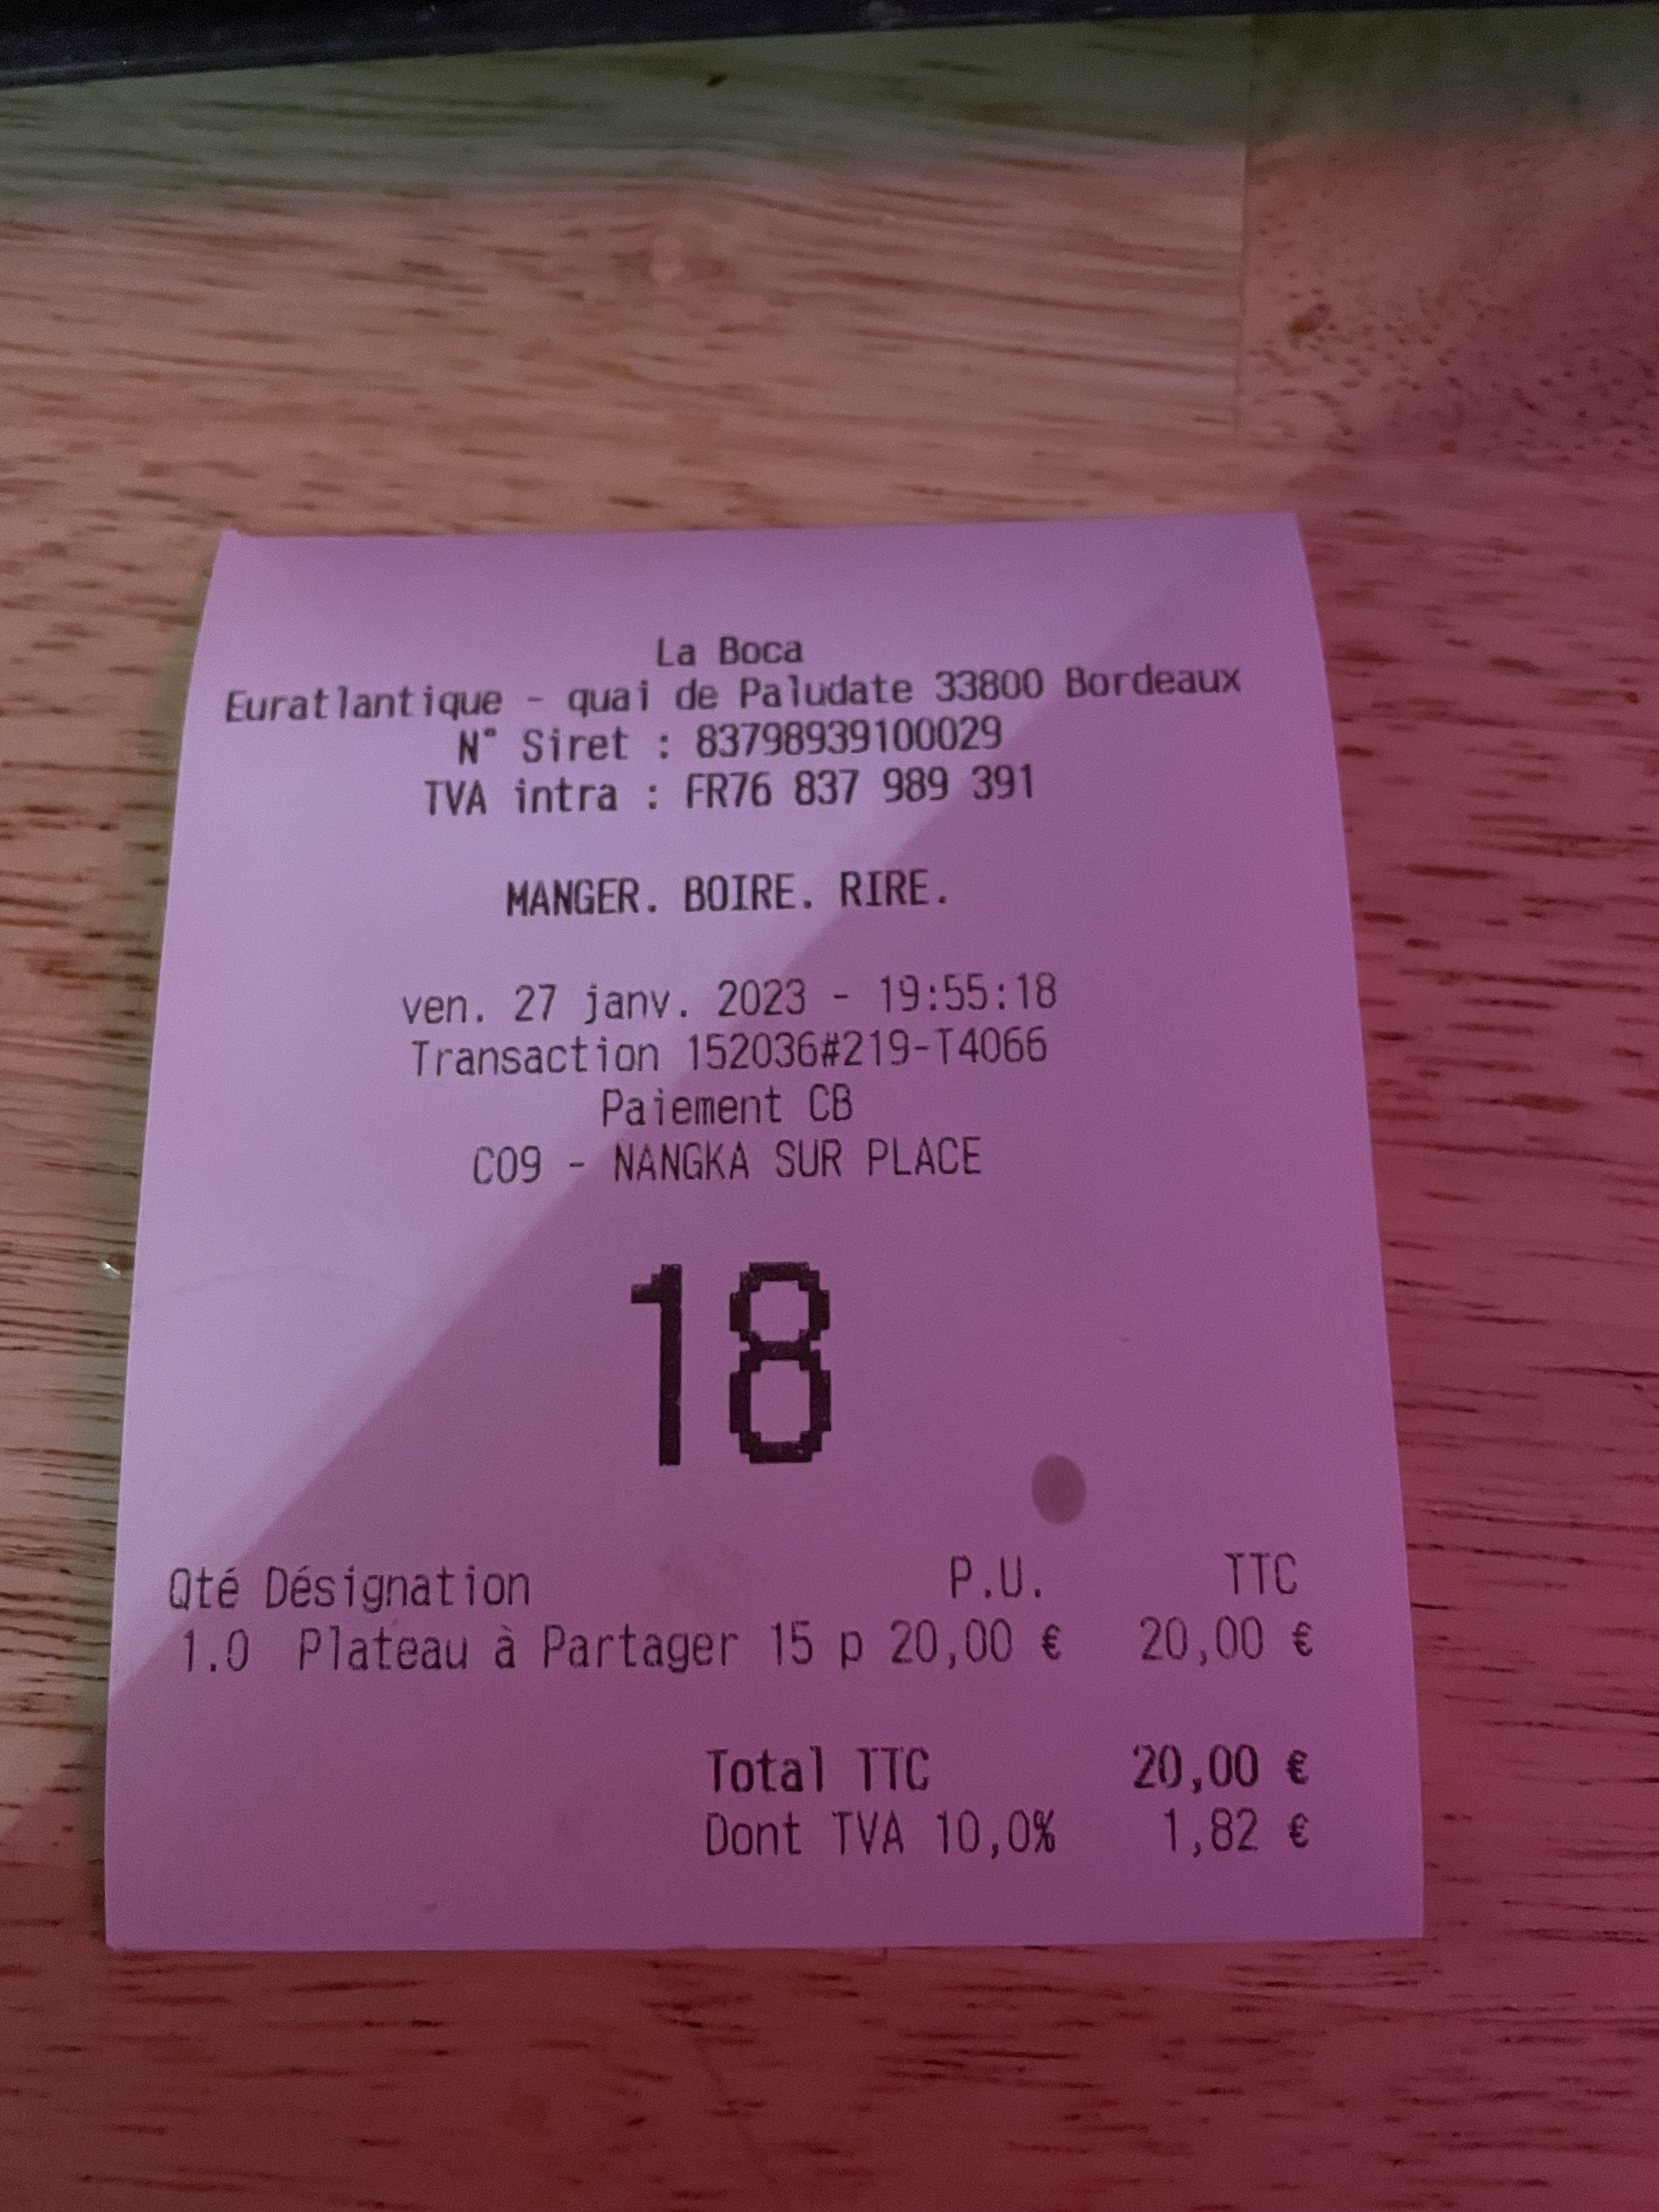 La Boca
Euratlantique - quai de Paludate 33800 Bordeaux
N° Siret : 83798939100029
TVA intra : FR76 837 989 391
MANGER. BOIRE. RIRE.
ven. 27 janv. 2023 - 19:55:18
Transaction 152036#219-T4066
Paiement CB
C09 - NANGKA SUR PLACE
18
Qté Désignation P.U. TTC
1.0 Plateau à Partager 15 p 20,00 € 20,00 €
Total TTC 20,00 €
Dont TVA 10,0% 1,82 €